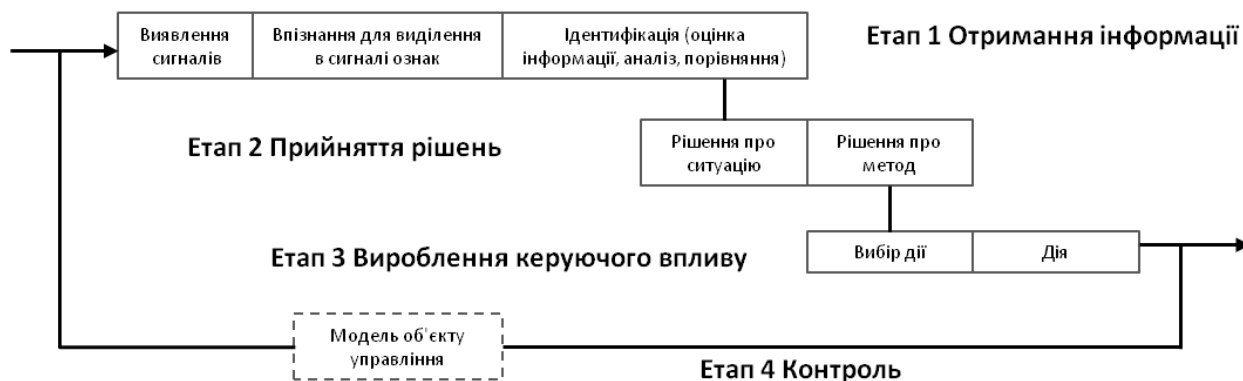 Виявлення
сигналів
Впізнання для виділення
в сигналі ознак
Ідентифікація (оцінка
інформації, аналіз, порівняння)
Етап 1 Отримання інформації
Етап 2 Прийняття рішень
Рішення про
ситуацію
Рішення про
метод
Етап 3 Вироблення керуючого впливу
Вибір дії
Дія
Модель об'єкту
управління
Етап 4 Контроль